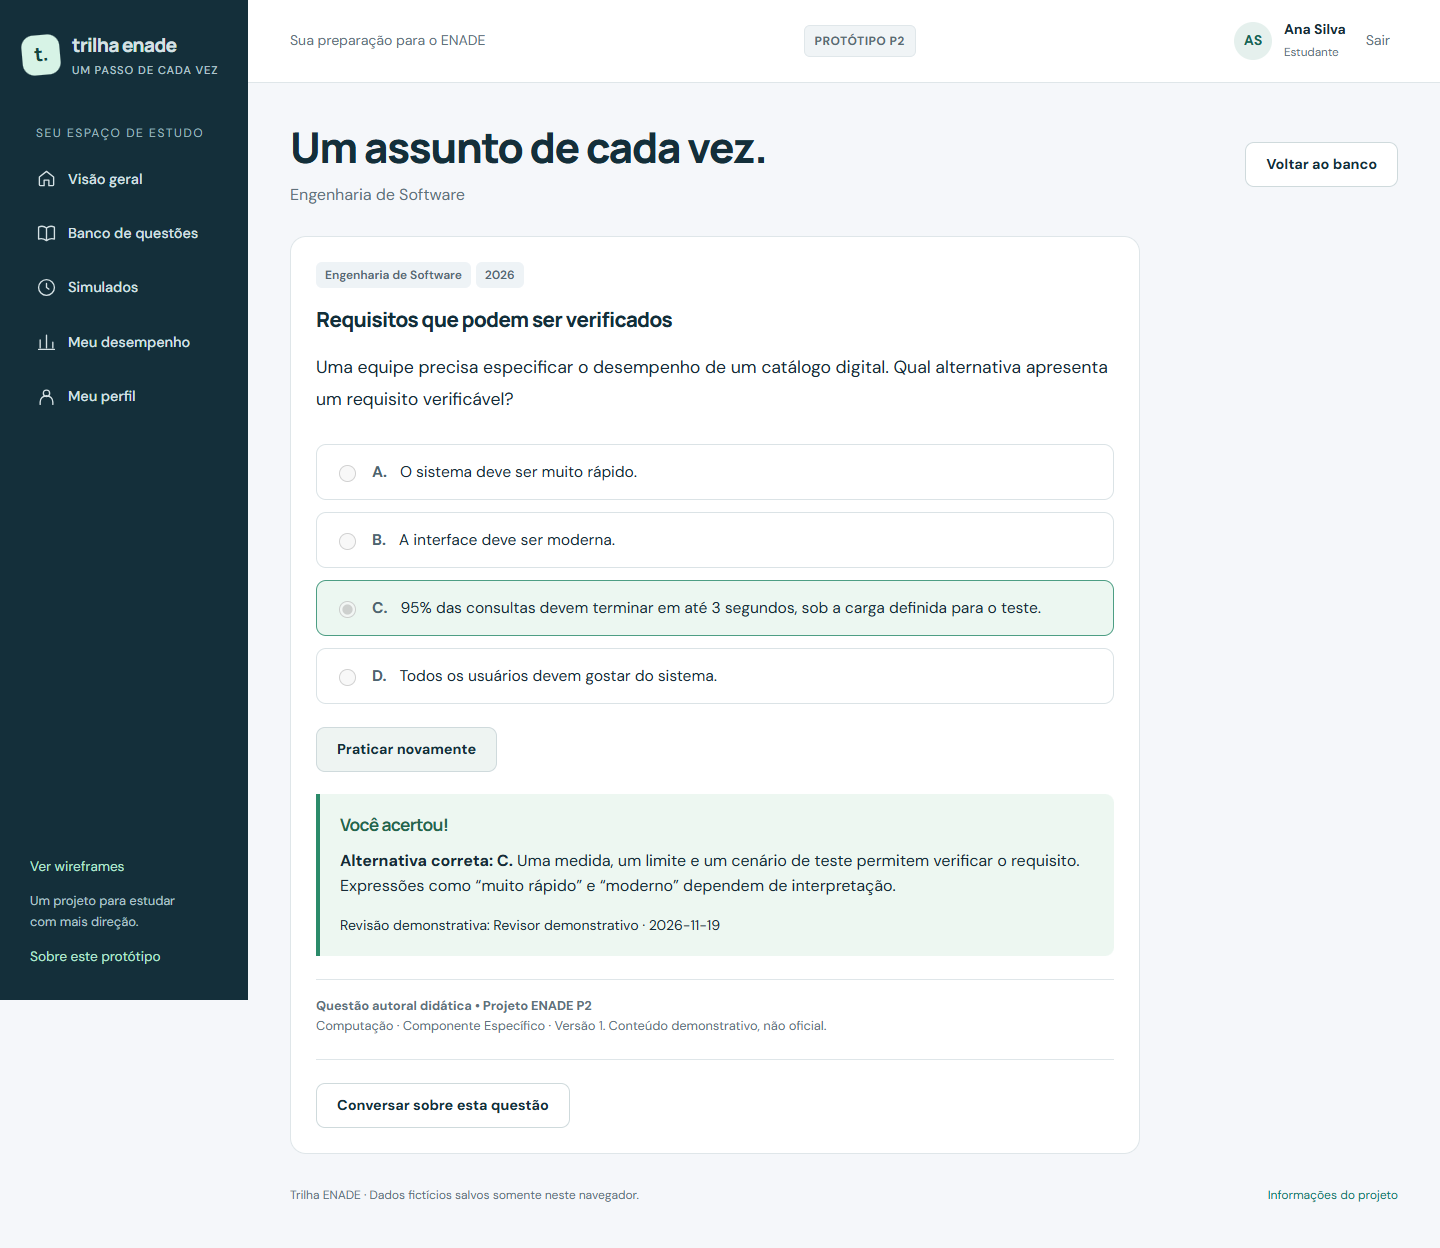 t.
trilha enade
UM PASSO DE CADA VEZ
SEU ESPAÇO DE ESTUDO
Visão geral
Banco de questões
Simulados
Meu desempenho
Meu perfil
Ver wireframes
Um projeto para estudar
com mais direção.
Sobre este protótipo
Sua preparação para o ENADE
PROTÓTIPO P2
AS
Ana Silva
Estudante
Sair
Um assunto de cada vez.
Engenharia de Software
Voltar ao banco
Engenharia de Software
2026
Requisitos que podem ser verificados
Uma equipe precisa especificar o desempenho de um catálogo digital. Qual alternativa apresenta
um requisito verificável?
A. O sistema deve ser muito rápido.
B. A interface deve ser moderna.
C. 95% das consultas devem terminar em até 3 segundos, sob a carga definida para o teste.
D. Todos os usuários devem gostar do sistema.
Praticar novamente
Você acertou!
Alternativa correta: C. Uma medida, um limite e um cenário de teste permitem verificar o requisito.
Expressões como “muito rápido” e “moderno” dependem de interpretação.
Revisão demonstrativa: Revisor demonstrativo · 2026-11-19
Questão autoral didática • Projeto ENADE P2
Computação · Componente Específico · Versão 1. Conteúdo demonstrativo, não oficial.
Conversar sobre esta questão
Trilha ENADE · Dados fictícios salvos somente neste navegador.
Informações do projeto